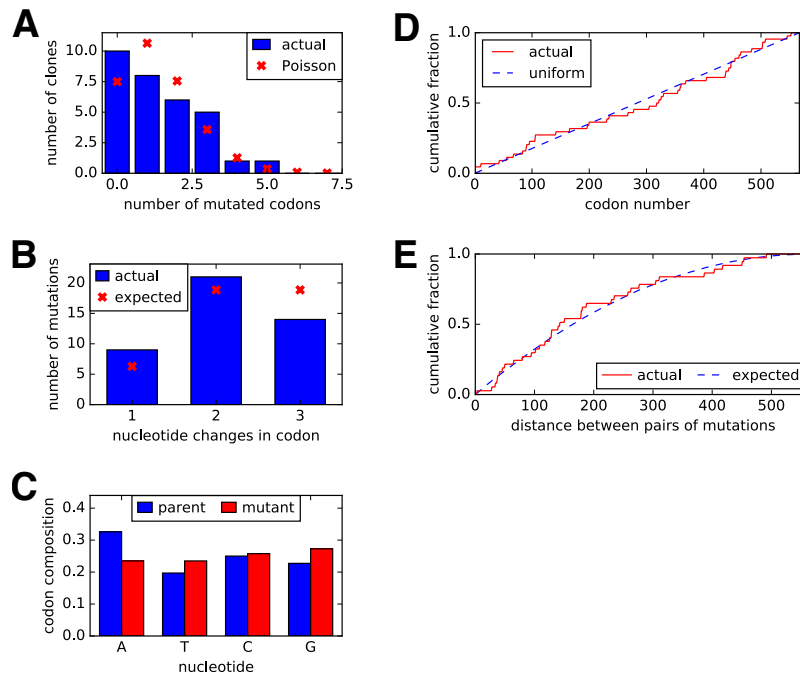 A
actual
Poisson
number of clones
10.0
7.5
5.0
2.5
0.0
0.0 2.5 5.0 7.5
number of mutated codons
B
actual
expected
number of mutations
20
15
10
5
0
1 2 3
nucleotide changes in codon
C
parent mutant
codon composition
0.4
0.3
0.2
0.1
0.0
A T C G
nucleotide
D
actual
uniform
cumulative fraction
1.0
0.5
0.0
0 100 200 300 400 500
codon number
E
cumulative fraction
1.0
0.5
0.0
actual expected
0 100 200 300 400 500
distance between pairs of mutations